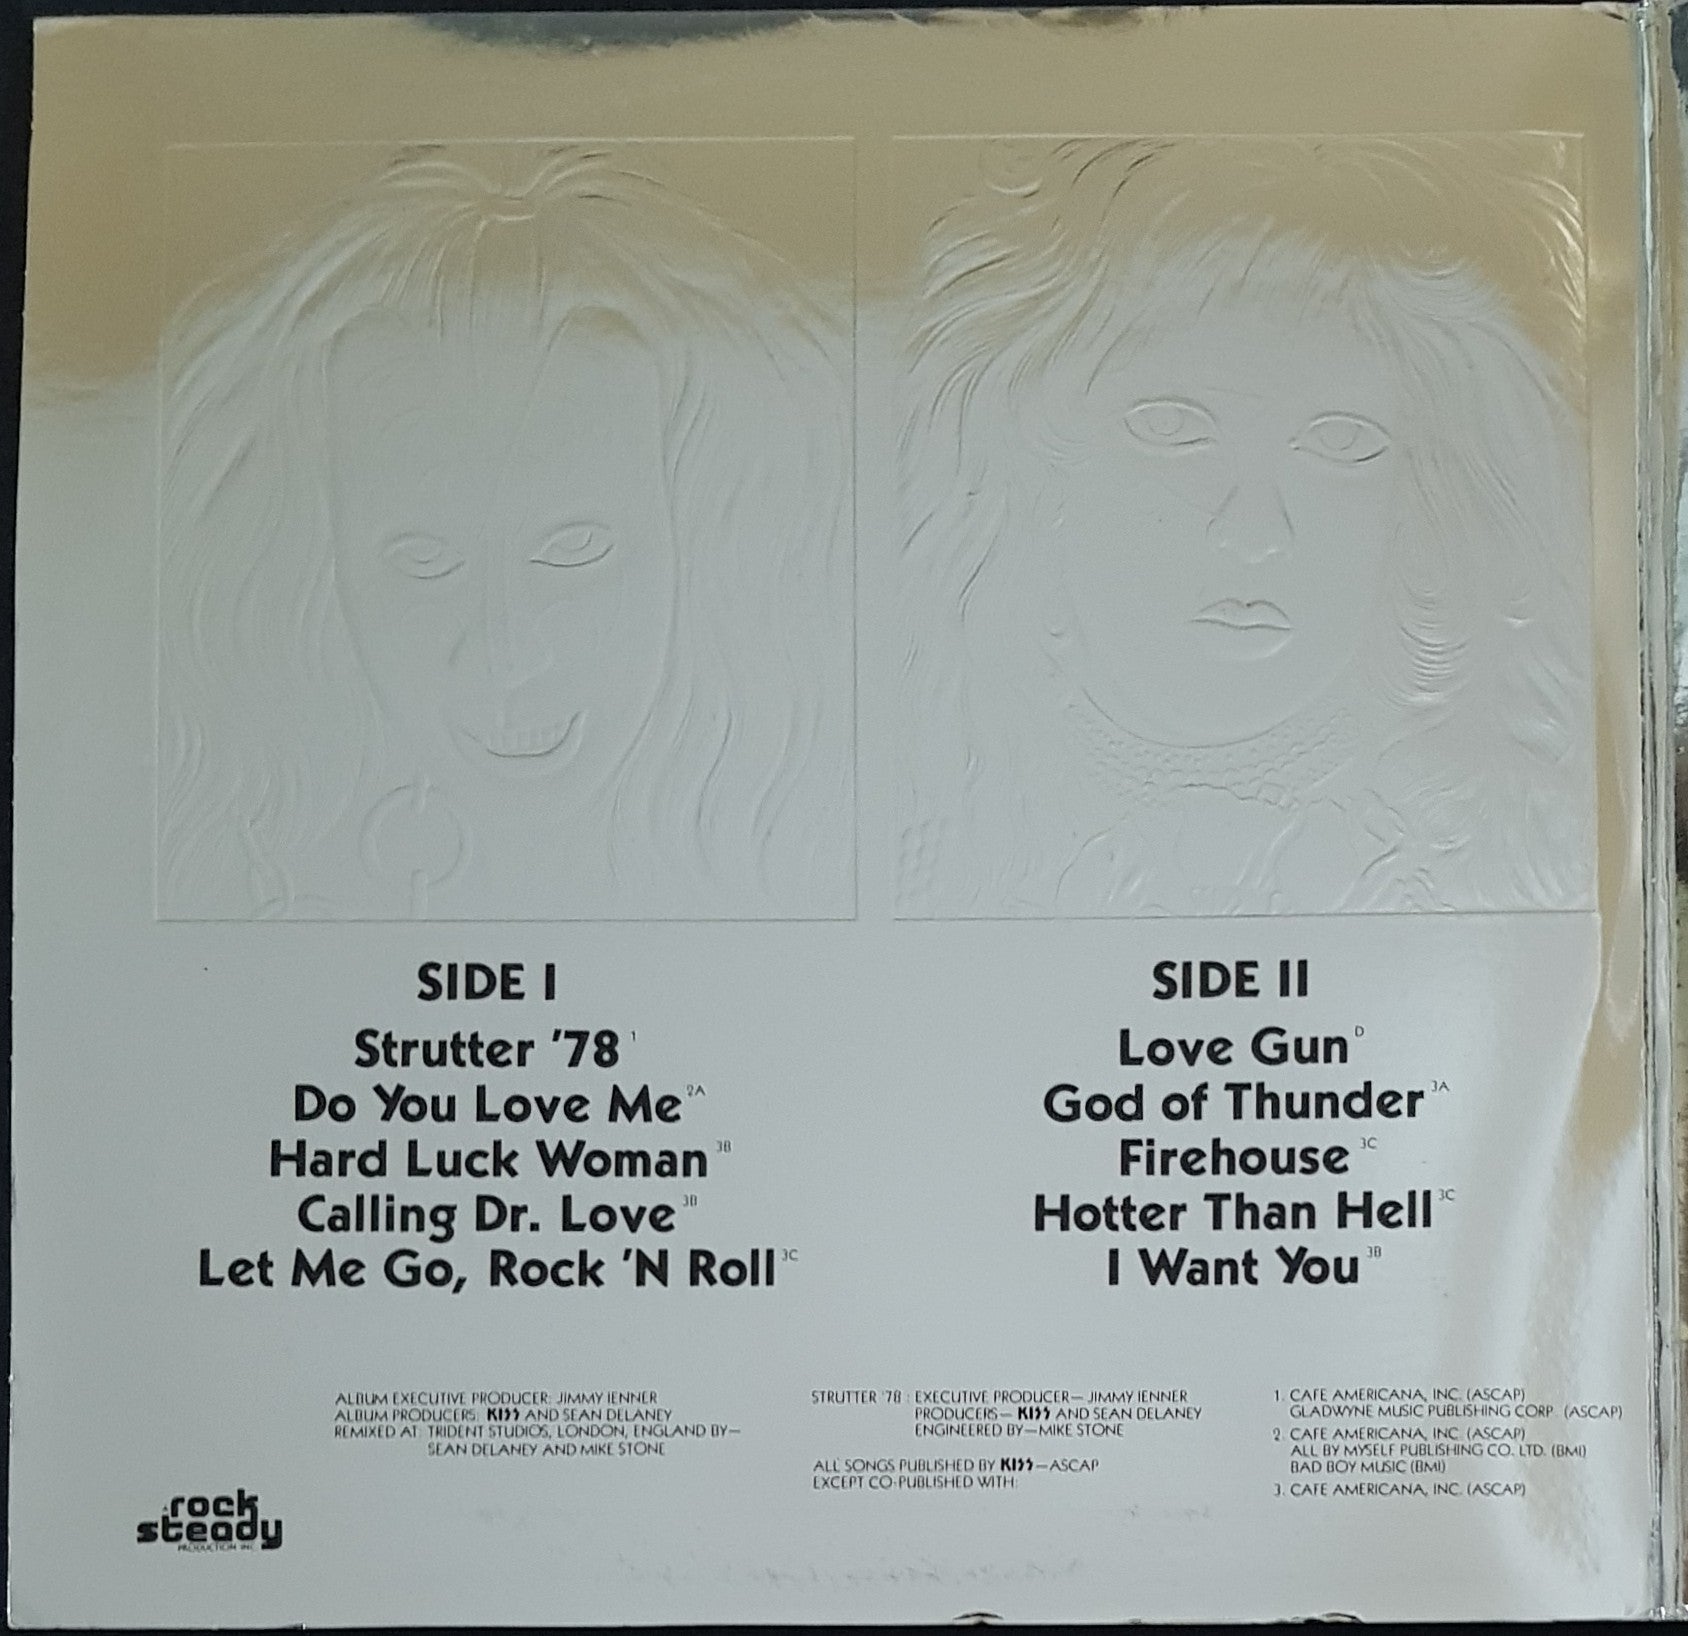 SIDE I
Strutter '78 1
Do You Love Me 2A
Hard Luck Woman 3B
Calling Dr. Love 3B
Let Me Go, Rock 'N Roll 3C
SIDE II
Love Gun D
God of Thunder 3A
Firehouse 3C
Hotter Than Hell 3C
I Want You 3B
ALBUM EXECUTIVE PRODUCER: JIMMY IENNER
ALBUM PRODUCERS: KISS AND SEAN DELANEY
REMIXED AT: TRIDENT STUDIOS, LONDON, ENGLAND BY—
SEAN DELANEY AND MIKE STONE
STRUTTER '78 : EXECUTIVE PRODUCER— JIMMY IENNER
PRODUCERS— KISS AND SEAN DELANEY
ENGINEERED BY—MIKE STONE
ALL SONGS PUBLISHED BY KISS—ASCAP
EXCEPT CO-PUBLISHED WITH:
1. CAFE AMERICANA, INC. (ASCAP)
GLADWYNE MUSIC PUBLISHING CORP. (ASCAP)
2. CAFE AMERICANA, INC. (ASCAP)
ALL BY MYSELF PUBLISHING CO. LTD. (BMI)
BAD BOY MUSIC (BMI)
3. CAFE AMERICANA, INC. (ASCAP)
rock
steady
PRODUCTION INC.